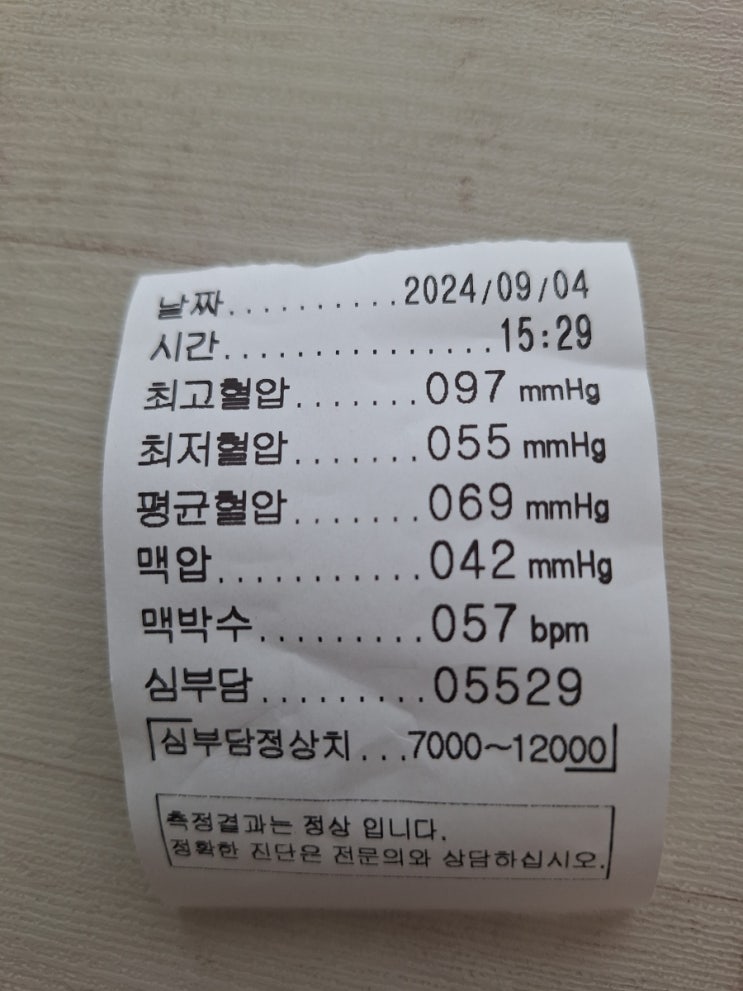 날짜..........2024/09/04
시간.................15:29
최고혈압.......097 mmHg
최저혈압.......055 mmHg
평균혈압.......069 mmHg
맥압............042 mmHg
맥박수.........057 bpm
심부담.........05529
심부담정상치...7000~12000
측정결과는 정상 입니다.
정확한 진단은 전문의와 상담하십시오.